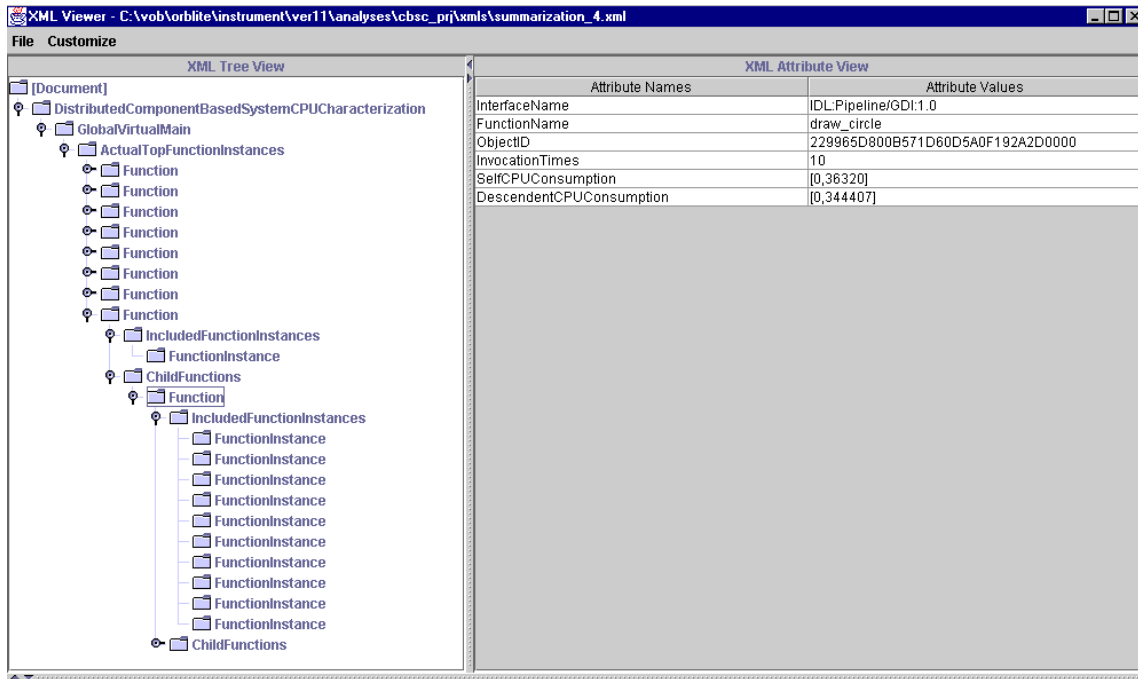 XML Viewer - C:\vob\orblite\instrument\ver11\analyses\cbsc_prj\xmls\summarization_4.xml
File Customize
XML Tree View
[Document]
DistributedComponentBasedSystemCPUCharacterization
GlobalVirtualMain
ActualTopFunctionInstances
Function
Function
Function
Function
Function
Function
Function
Function
IncludedFunctionInstances
FunctionInstance
ChildFunctions
Function
IncludedFunctionInstances
FunctionInstance
FunctionInstance
FunctionInstance
FunctionInstance
FunctionInstance
FunctionInstance
FunctionInstance
FunctionInstance
FunctionInstance
FunctionInstance
ChildFunctions
XML Attribute View
Attribute Names Attribute Values
InterfaceName IDL:Pipeline/GDI:1.0
FunctionName draw_circle
ObjectID 229965D800B571D60D5A0F192A2D0000
InvocationTimes 10
SelfCPUConsumption [0,36320]
DescendentCPUConsumption [0,344407]